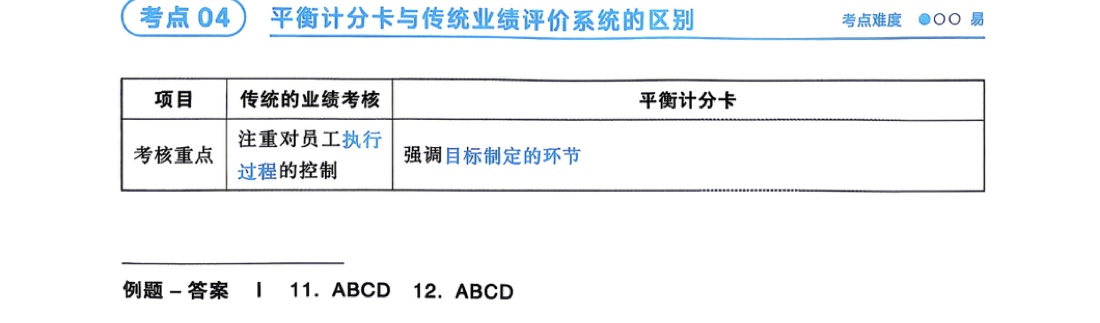 考点 04 平衡计分卡与传统业绩评价系统的区别 考点难度 ●○○ 易
项目 传统的业绩考核 平衡计分卡
考核重点 注重对员工执行
过程的控制 强调目标制定的环节
例题 – 答案 | 11. ABCD 12. ABCD